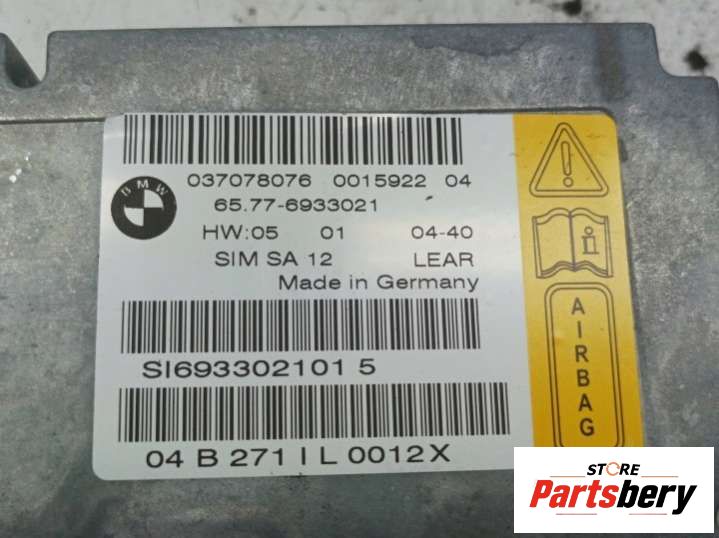 BMW
037078076 0015922 04
65.77-6933021
HW:05 01 04-40
SIM SA 12 LEAR
Made in Germany
SI693302101 5
04 B 271 I L 0012X
AIRBAG
STORE
Partsbery